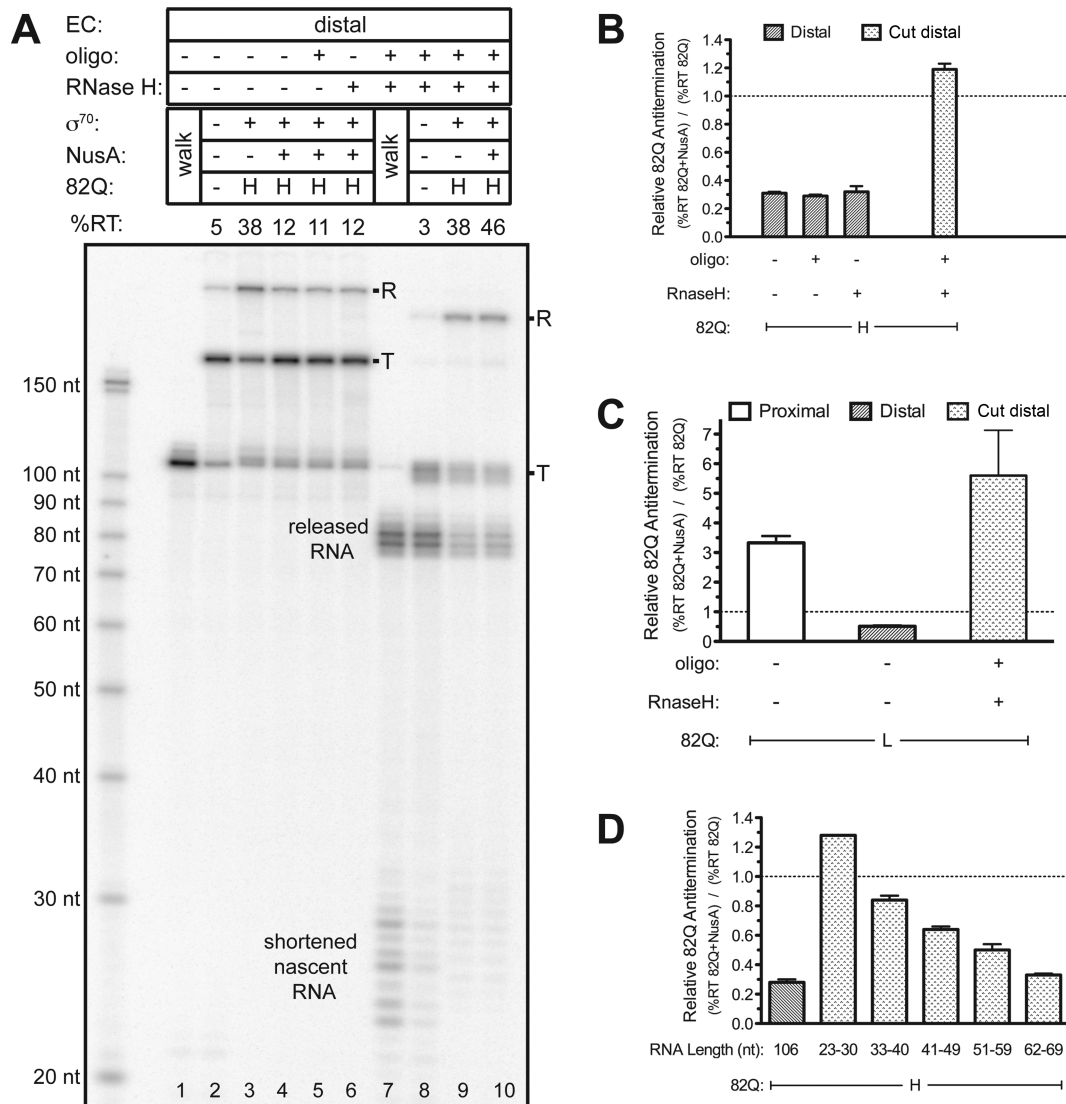 A
EC: distal
oligo: - - - - + - + + + +
RNase H: - - - - - + + + + +
σ70: walk - + + + + walk - + +
NusA: - - + + + - - +
82Q: - H H H H - H H
%RT: 5 38 12 11 12 3 38 46
R
R
T
T
150 nt
100 nt
90 nt
80 nt
70 nt
60 nt
50 nt
40 nt
30 nt
20 nt
released
RNA
shortened
nascent
RNA
1 2 3 4 5 6 7 8 9 10
B
Distal Cut distal
Relative 82Q Antitermination
(%RT 82Q+NusA) / (%RT 82Q)
1.4
1.2
1.0
0.8
0.6
0.4
0.2
0.0
oligo: - + - +
RnaseH: - - + +
82Q: H
C
Proximal Distal Cut distal
Relative 82Q Antitermination
(%RT 82Q+NusA) / (%RT 82Q)
7
6
5
4
3
2
1
0
oligo: - - +
RnaseH: - - +
82Q: L
D
Relative 82Q Antitermination
(%RT 82Q+NusA) / (%RT 82Q)
1.4
1.2
1.0
0.8
0.6
0.4
0.2
0.0
RNA Length (nt): 106 23-30 33-40 41-49 51-59 62-69
82Q: H